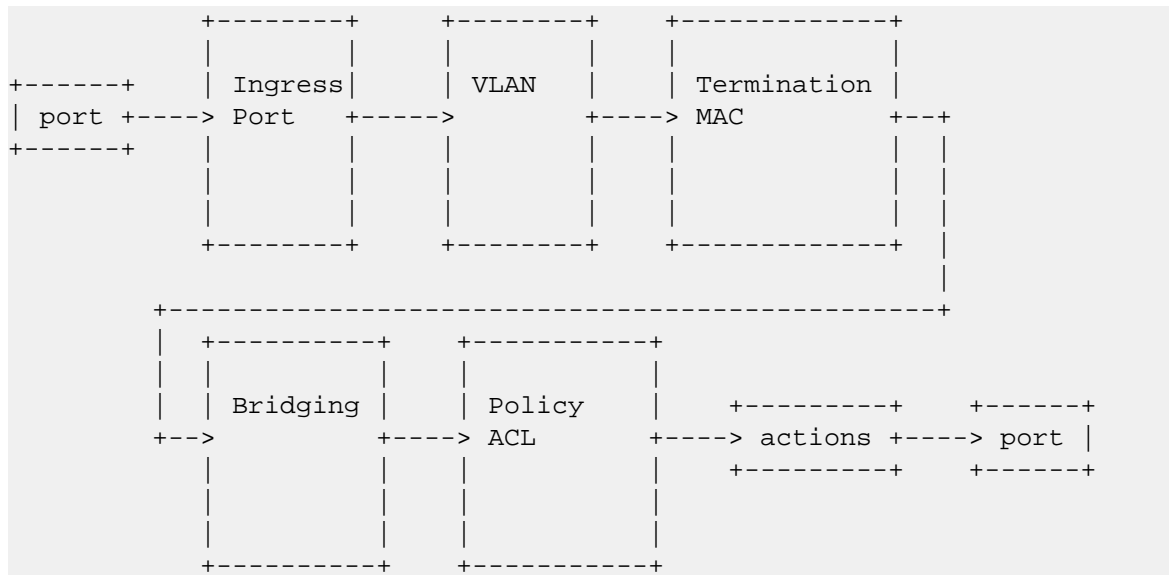 Ingress VLAN Termination
port Port MAC
Bridging Policy
ACL actions port